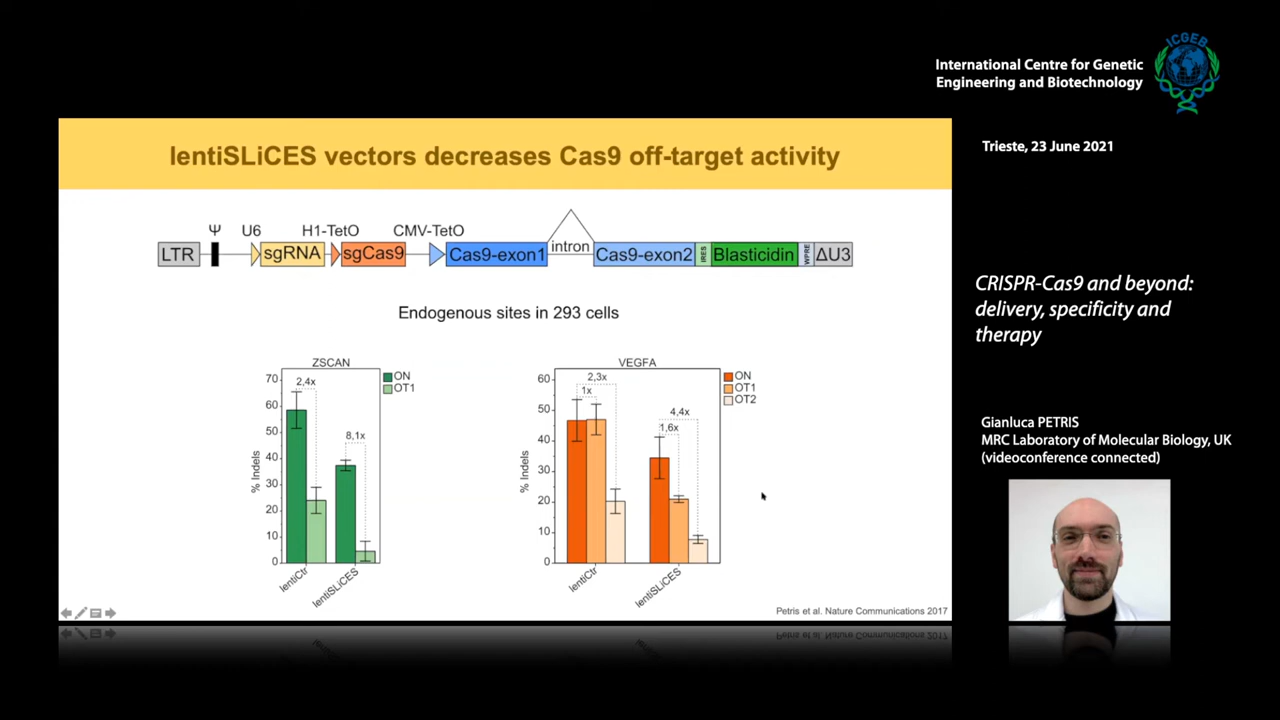 ICGEB
International Centre for Genetic
Engineering and Biotechnology
Trieste, 23 June 2021
lentiSLiCES vectors decreases Cas9 off-target activity
Ψ U6 H1-TetO CMV-TetO
LTR sgRNA sgCas9 Cas9-exon1 intron Cas9-exon2 IRES Blasticidin WPRE ΔU3
Endogenous sites in 293 cells
ZSCAN
% Indels
70
60
50
40
30
20
10
0
2,4x
8,1x
ON
OT1
lentiCtr
lentiSLiCES
VEGFA
% Indels
60
50
40
30
20
10
0
2,3x
1x
4,4x
1,6x
ON
OT1
OT2
lentiCtr
lentiSLiCES
Petris et al. Nature Communications 2017
CRISPR-Cas9 and beyond:
delivery, specificity and
therapy
Gianluca PETRIS
MRC Laboratory of Molecular Biology, UK
(videoconference connected)